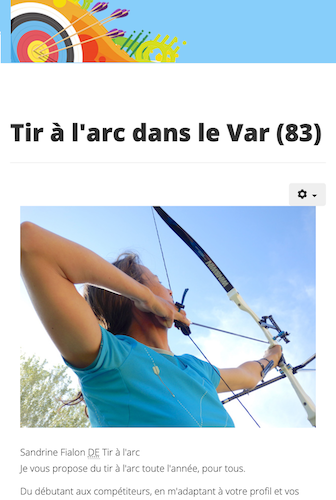 Tir à l'arc dans le Var (83)
Sandrine Fialon DE Tir à l'arc
Je vous propose du tir à l'arc toute l'année, pour tous.
Du débutant aux compétiteurs, en m'adaptant à votre profil et vos